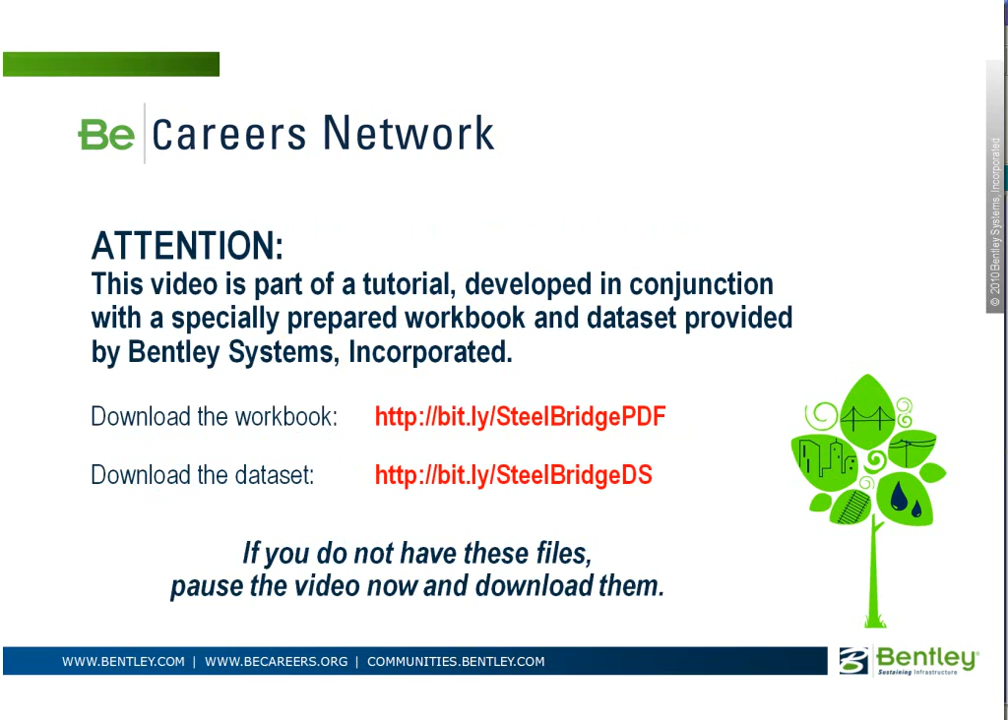 Be Careers Network
ATTENTION:
This video is part of a tutorial, developed in conjunction
with a specially prepared workbook and dataset provided
by Bentley Systems, Incorporated.
Download the workbook: http://bit.ly/SteelBridgePDF
Download the dataset: http://bit.ly/SteelBridgeDS
If you do not have these files,
pause the video now and download them.
© 2010 Bentley Systems, Incorporated
WWW.BENTLEY.COM | WWW.BECAREERS.ORG | COMMUNITIES.BENTLEY.COM
Bentley®
Sustaining Infrastructure